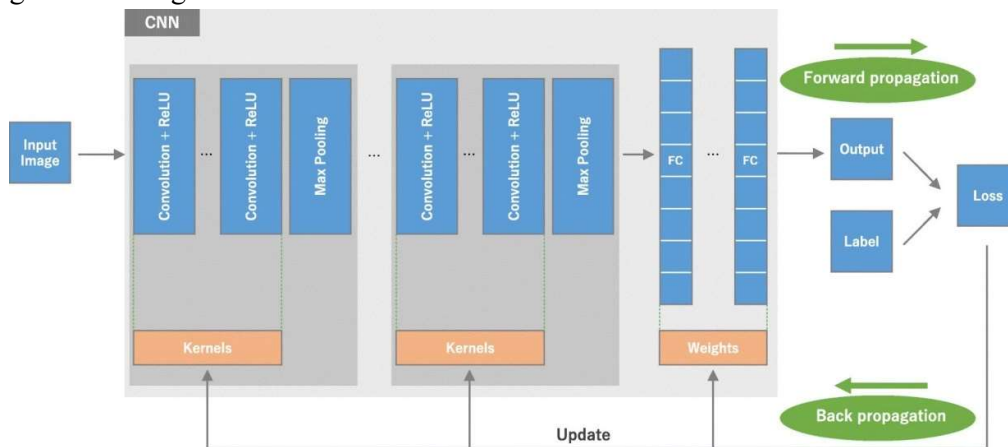 CNN
Input
Image
Convolution + ReLU
...
Convolution + ReLU
Max Pooling
...
Convolution + ReLU
...
Convolution + ReLU
Max Pooling
FC
...
FC
Forward propagation
Output
Label
Loss
Kernels
Kernels
Weights
Back propagation
Update